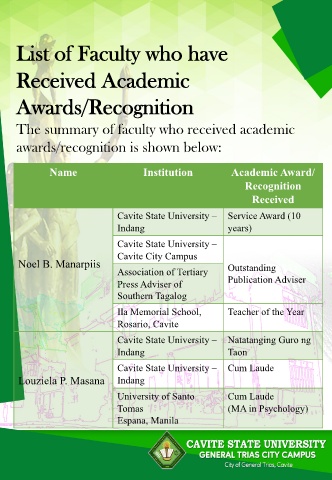 List of Faculty who have
Received Academic
Awards/Recognition
The summary of faculty who received academic
awards/recognition is shown below:
Name Institution Academic Award/
Recognition
Received
Noel B. Manarpiis
Cavite State University – Service Award (10
Indang years)
Cavite State University –
Cavite City Campus
Association of Tertiary
Press Adviser of
Southern Tagalog
Outstanding
Publication Adviser
IIa Memorial School, Teacher of the Year
Rosario, Cavite
Louziela P. Masana
Cavite State University – Natatanging Guro ng
Indang Taon
Cavite State University – Cum Laude
Indang
University of Santo Cum Laude
Tomas (MA in Psychology)
Espana, Manila
CAVITE STATE UNIVERSITY
GENERAL TRIAS CITY CAMPUS
City of General Trias, Cavite